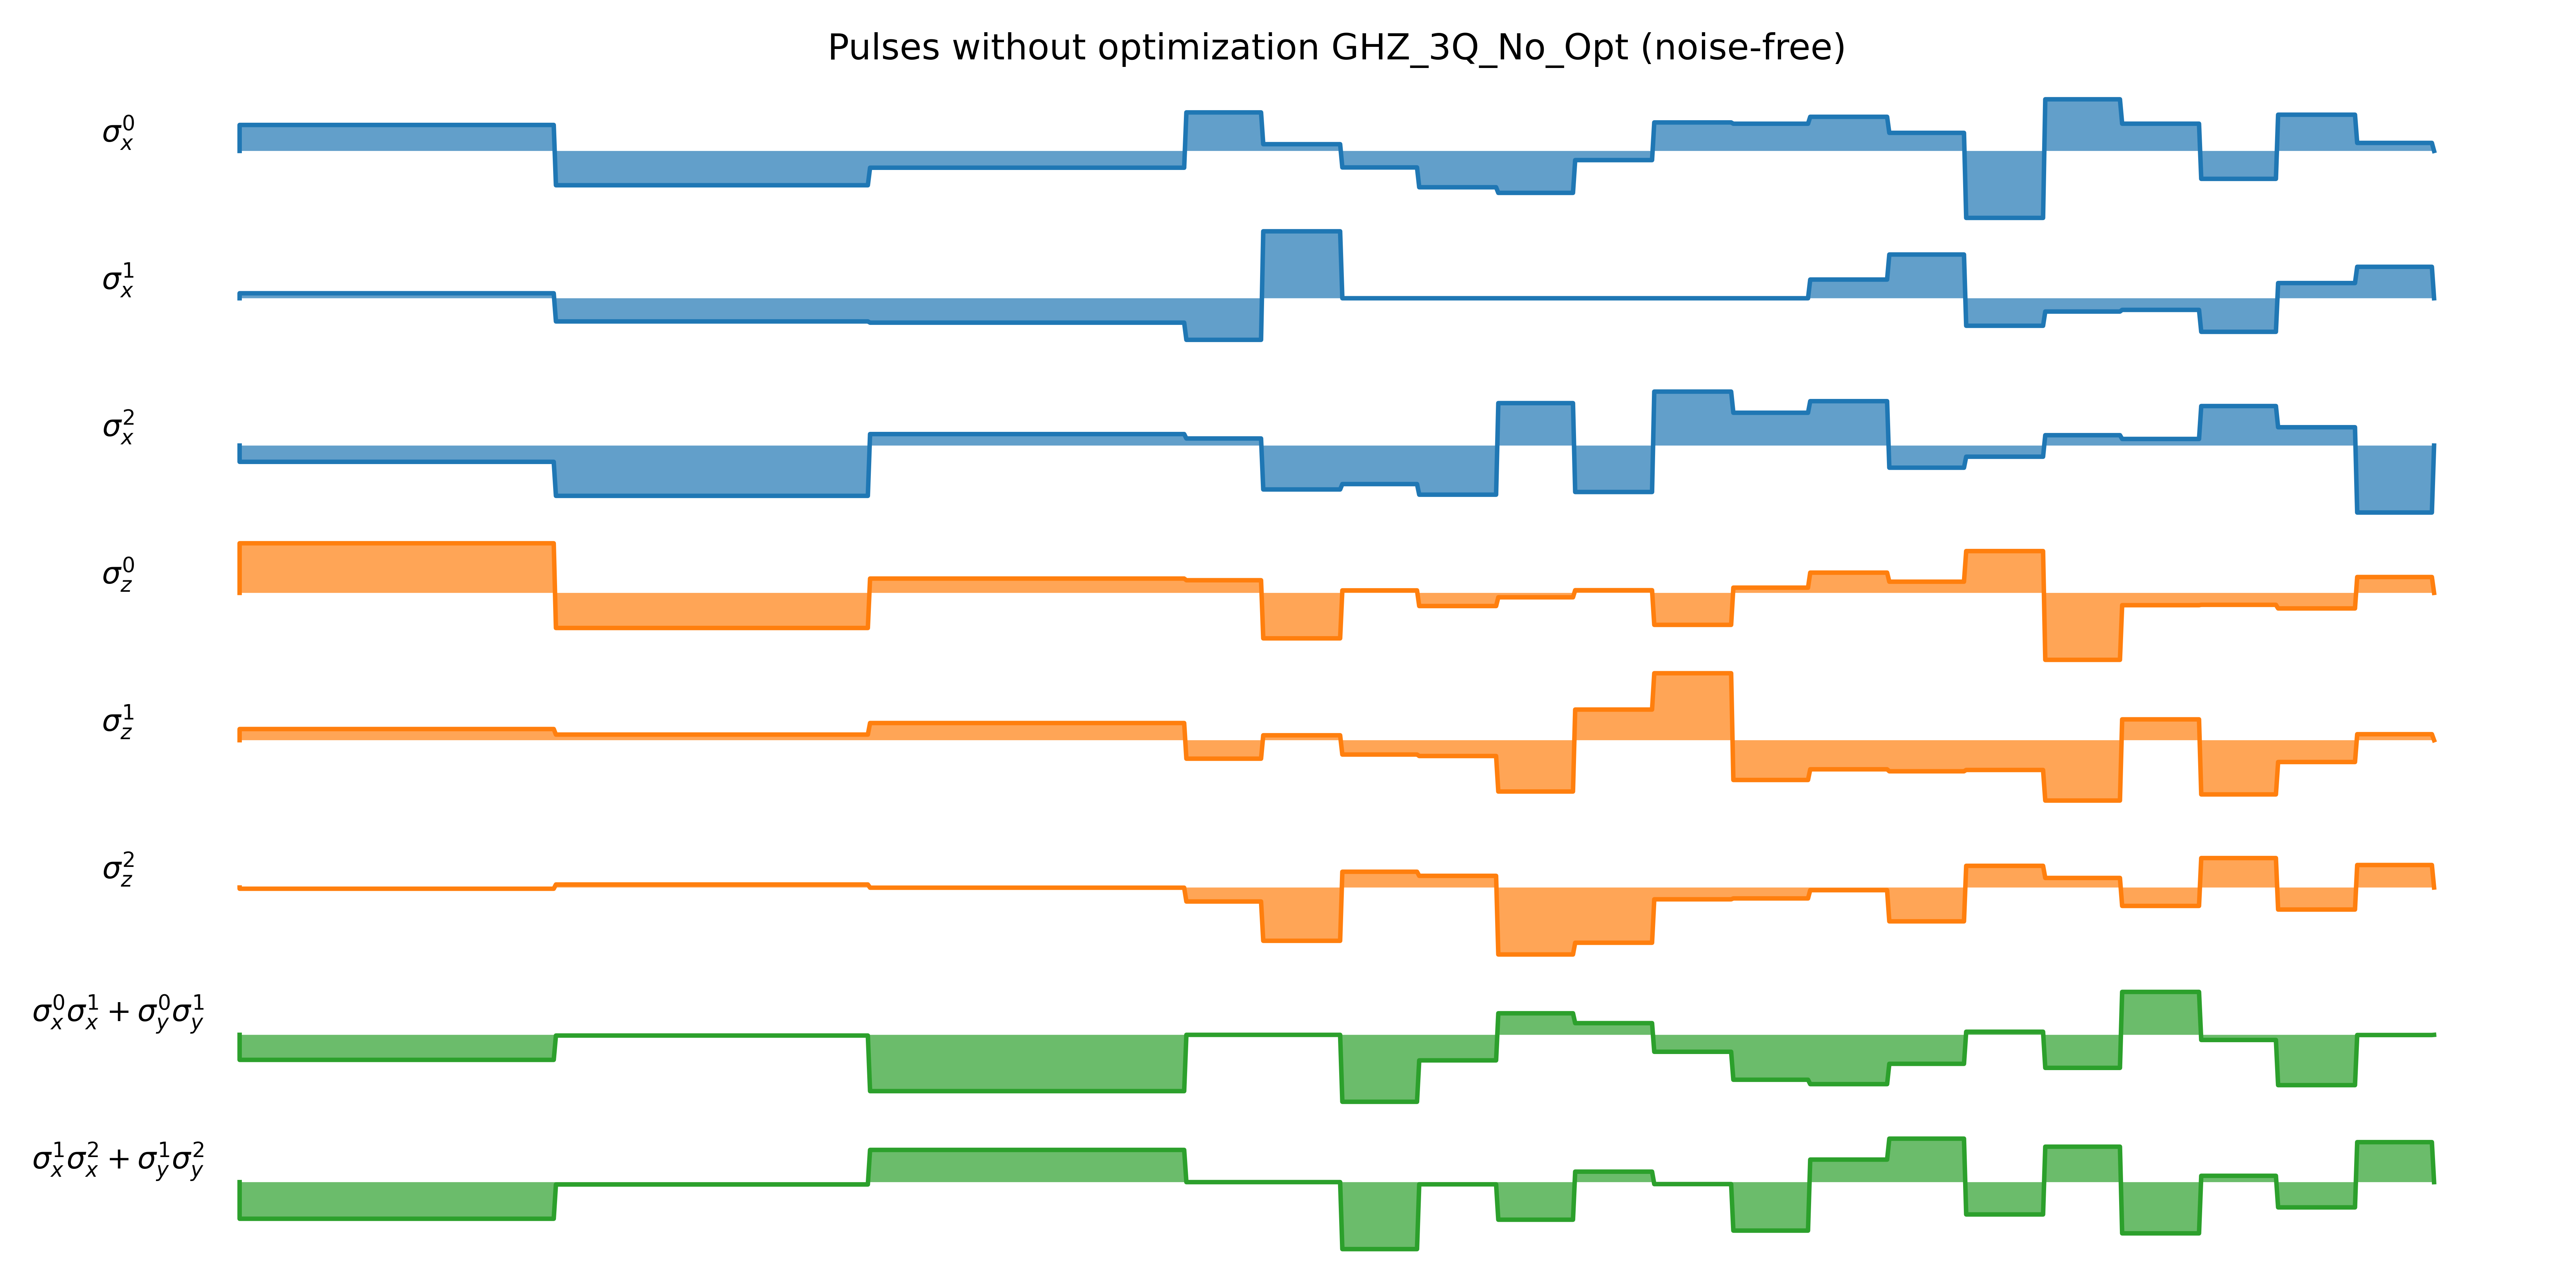 Pulses without optimization GHZ_3Q_No_Opt (noise-free)
σ_x^0
σ_x^1
σ_x^2
σ_z^0
σ_z^1
σ_z^2
σ_x^0σ_x^1 + σ_y^0σ_y^1
σ_x^1σ_x^2 + σ_y^1σ_y^2